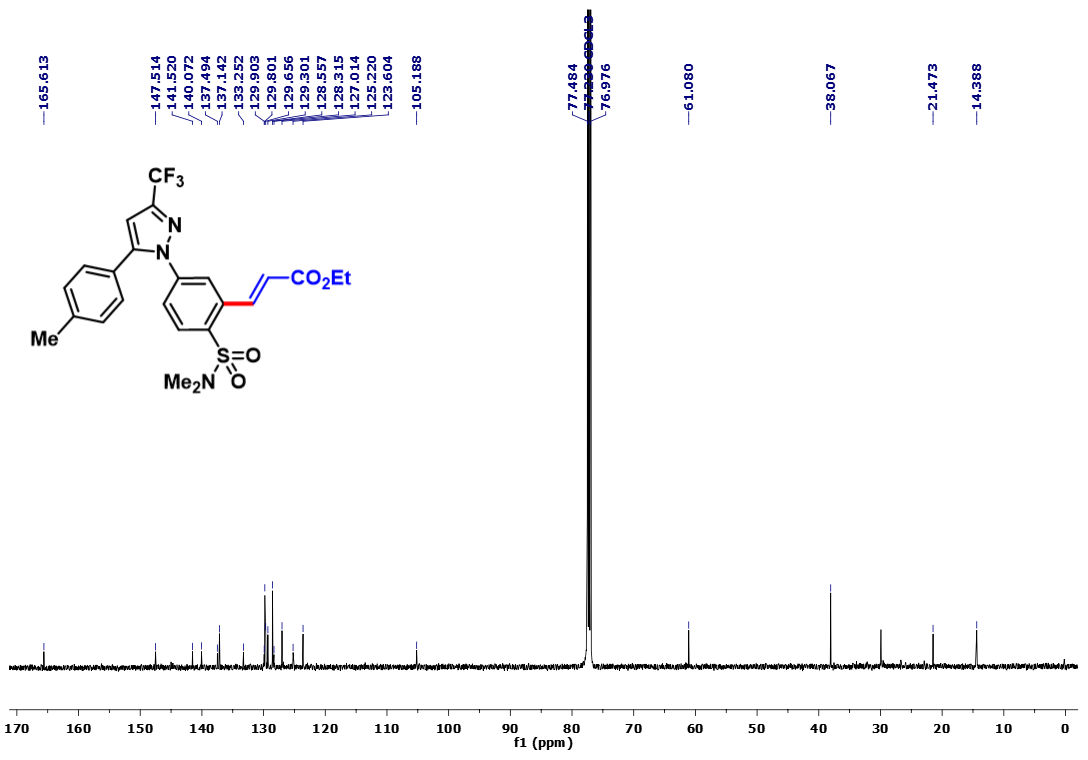 165.613
147.514
141.520
140.072
137.494
137.142
133.252
129.903
129.801
129.656
129.301
128.557
128.315
127.014
125.220
123.604
105.188
77.484
77.230 CDCL3
76.976
61.080
38.067
21.473
14.388
CF3
N
N
CO2Et
Me
S=O
Me2N O
170 160 150 140 130 120 110 100 90 80 70 60 50 40 30 20 10 0
f1 (ppm)